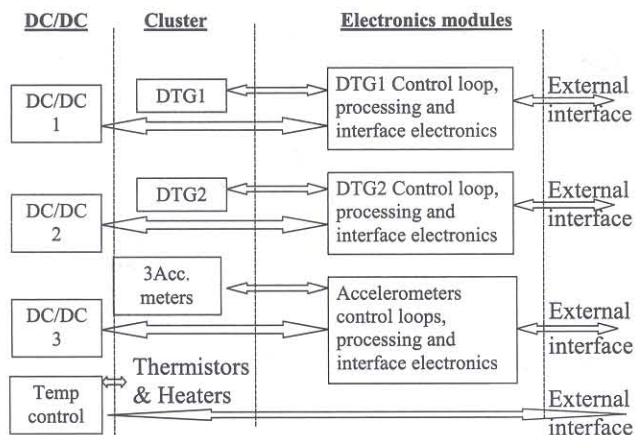 DC/DC Cluster Electronics modules
DTG1
DTG1 Control loop,
processing and
interface electronics
External
interface
DC/DC
1
DTG2
DTG2 Control loop,
processing and
interface electronics
External
interface
DC/DC
2
3Acc.
meters
Accelerometers
control loops,
processing and
interface electronics
External
interface
DC/DC
3
Thermistors
& Heaters
Temp
control
External
interface